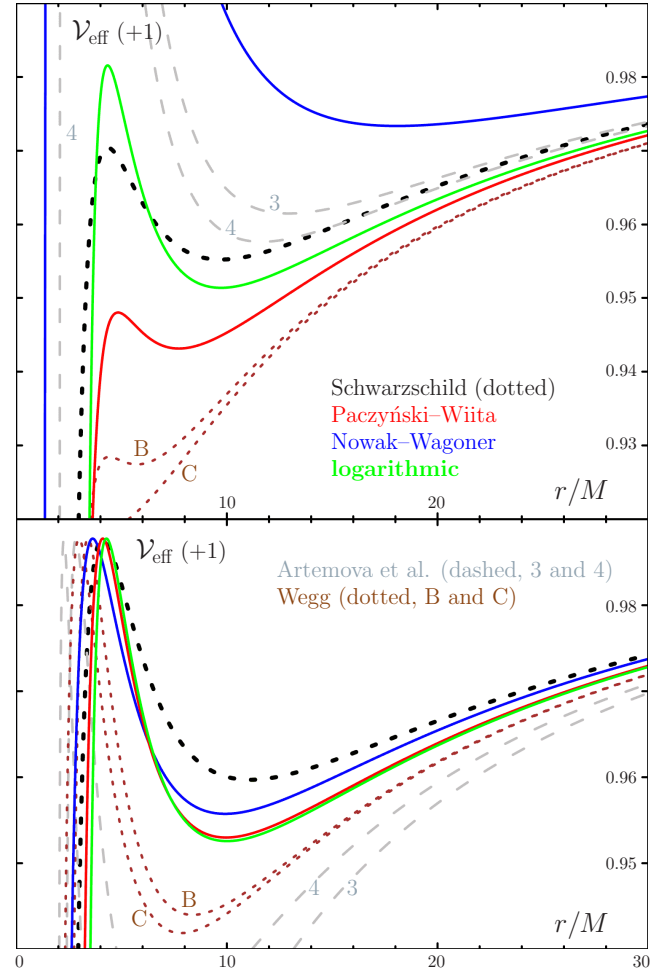 𝒱eff (+1)
0.98
4
3
4
0.96
0.95
Schwarzschild (dotted)
Paczyński–Wiita
Nowak–Wagoner
logarithmic
0.93
B
C
r/M
10
20
𝒱eff (+1)
Artemova et al. (dashed, 3 and 4)
Wegg (dotted, B and C)
0.98
0.96
B
C
4
3
0.95
r/M
0
10
20
30